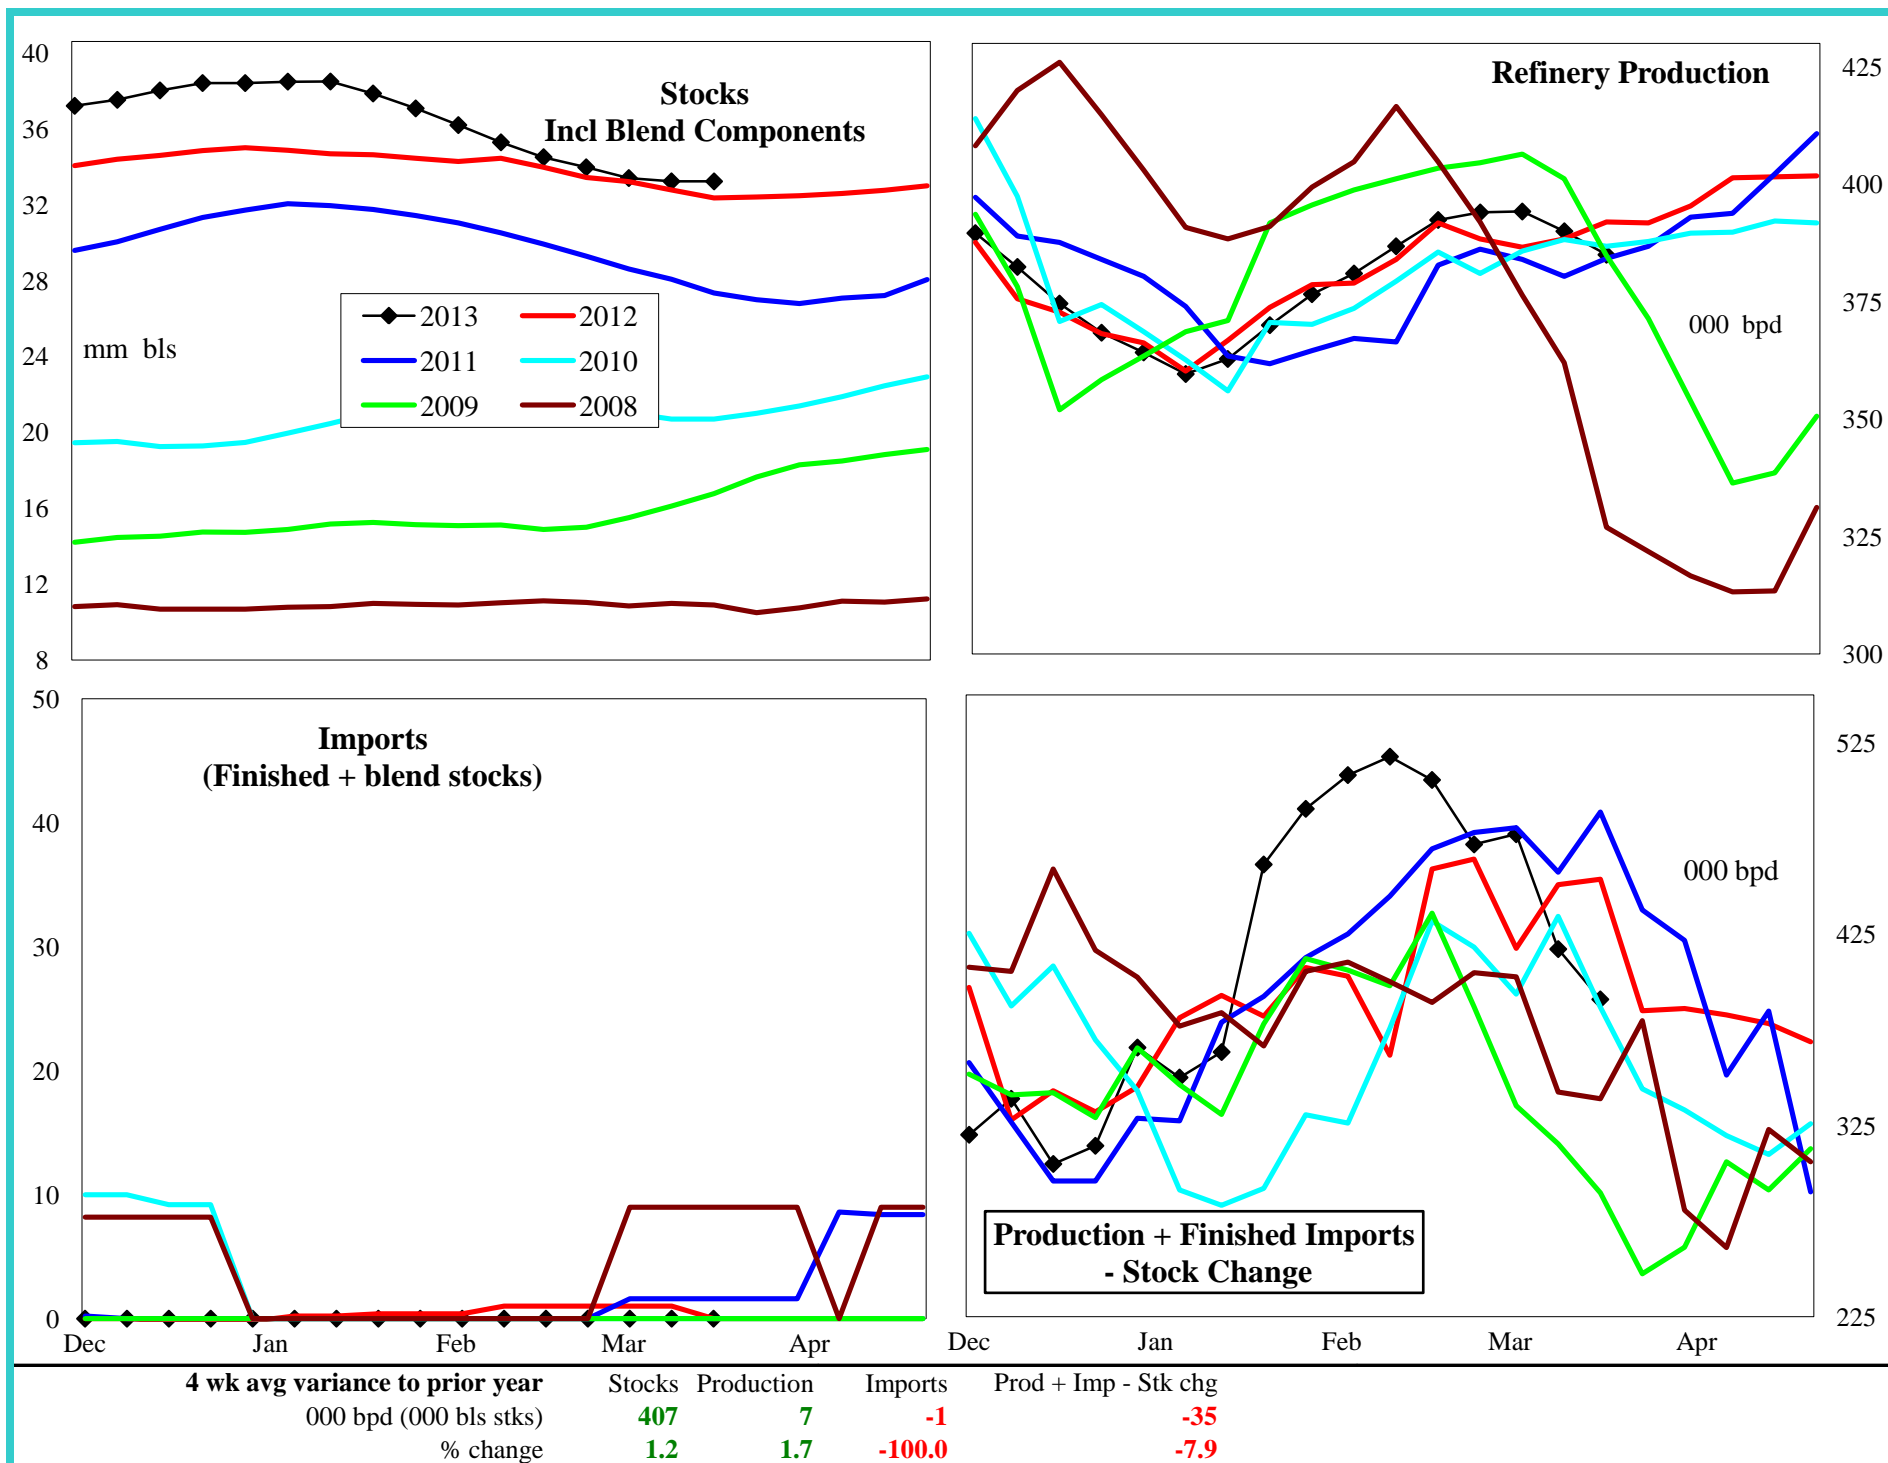 Stocks
Incl Blend Components
40
36
32
28
24
20
16
12
8
mm bls
2013 2012
2011 2010
2009 2008
Refinery Production
425
400
375
350
325
300
000 bpd
Imports
(Finished + blend stocks)
50
40
30
20
10
0
Dec Jan Feb Mar Apr
525
425
325
225
000 bpd
Production + Finished Imports
- Stock Change
Dec Jan Feb Mar Apr
4 wk avg variance to prior year Stocks Production Imports Prod + Imp - Stk chg
000 bpd (000 bls stks) 407 7 -1 -35
% change 1.2 1.7 -100.0 -7.9